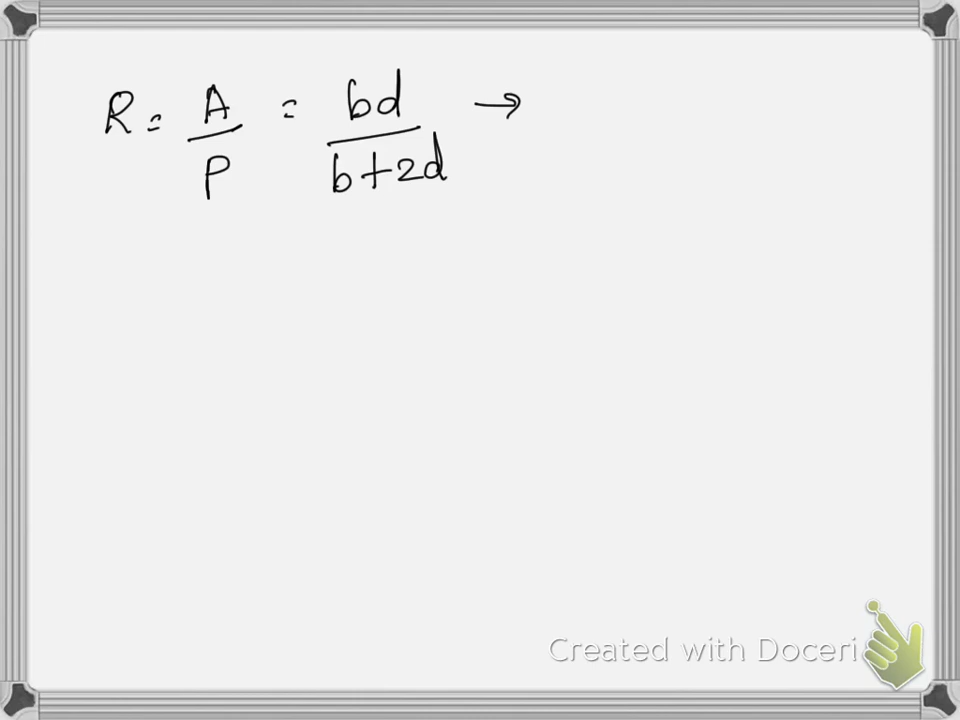 R = A/P = bd/(b+2d) →
Created with Doceri